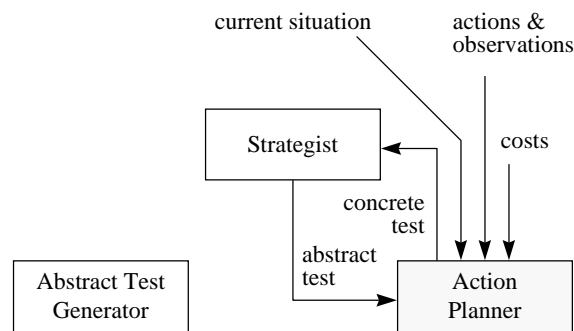 current situation
actions &
observations
Strategist
costs
concrete
test
abstract
test
Abstract Test
Generator
Action
Planner